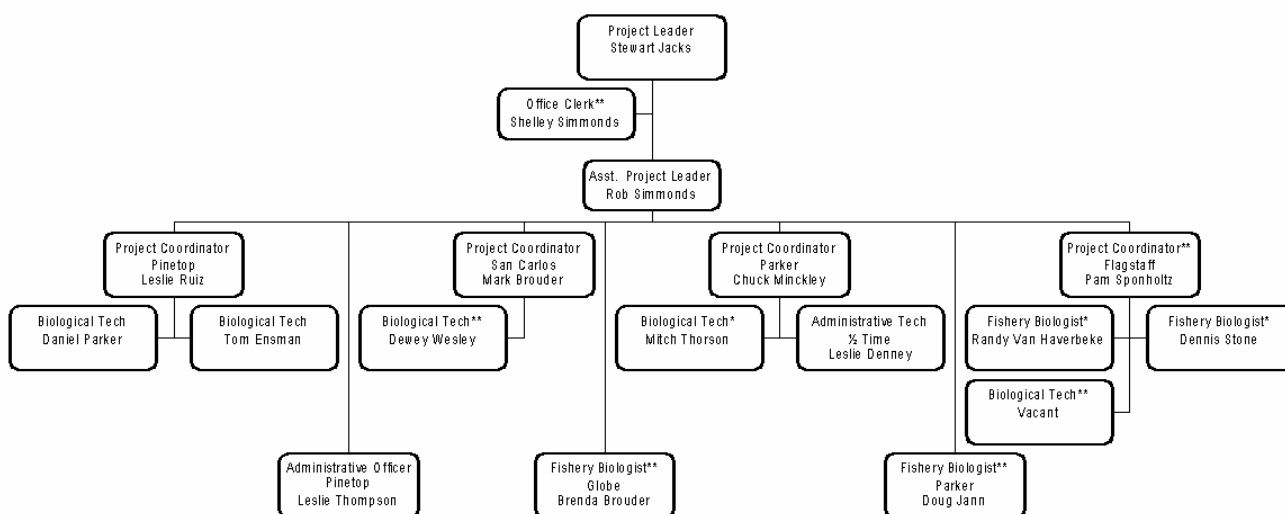 Project Leader
Stewart Jacks
Office Clerk**
Shelley Simmonds
Asst. Project Leader
Rob Simmonds
Project Coordinator
Pinetop
Leslie Ruiz
Project Coordinator
San Carlos
Mark Brouder
Project Coordinator
Parker
Chuck Minckley
Project Coordinator**
Flagstaff
Pam Sponholtz
Biological Tech
Daniel Parker
Biological Tech
Tom Ensman
Biological Tech**
Dewey Wesley
Biological Tech*
Mitch Thorson
Administrative Tech
½ Time
Leslie Denney
Fishery Biologist*
Randy Van Haverbeke
Fishery Biologist*
Dennis Stone
Biological Tech**
Vacant
Administrative Officer
Pinetop
Leslie Thompson
Fishery Biologist**
Globe
Brenda Brouder
Fishery Biologist**
Parker
Doug Jann